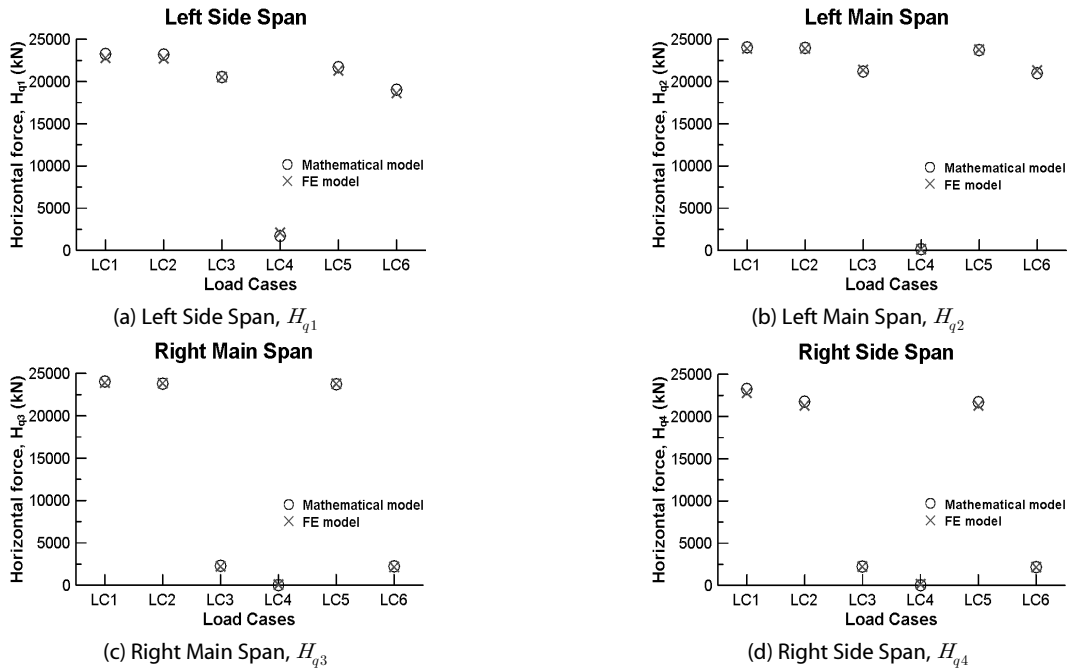 Left Side Span
Horizontal force, H_q1 (kN)
25000
20000
15000
10000
5000
0
Mathematical model
FE model
LC1 LC2 LC3 LC4 LC5 LC6
Load Cases
(a) Left Side Span, H_q1
Left Main Span
Horizontal force, H_q2 (kN)
25000
20000
15000
10000
5000
0
Mathematical model
FE model
LC1 LC2 LC3 LC4 LC5 LC6
Load Cases
(b) Left Main Span, H_q2
Right Main Span
Horizontal force, H_q3 (kN)
25000
20000
15000
10000
5000
0
Mathematical model
FE model
LC1 LC2 LC3 LC4 LC5 LC6
Load Cases
(c) Right Main Span, H_q3
Right Side Span
Horizontal force, H_q4 (kN)
25000
20000
15000
10000
5000
0
Mathematical model
FE model
LC1 LC2 LC3 LC4 LC5 LC6
Load Cases
(d) Right Side Span, H_q4